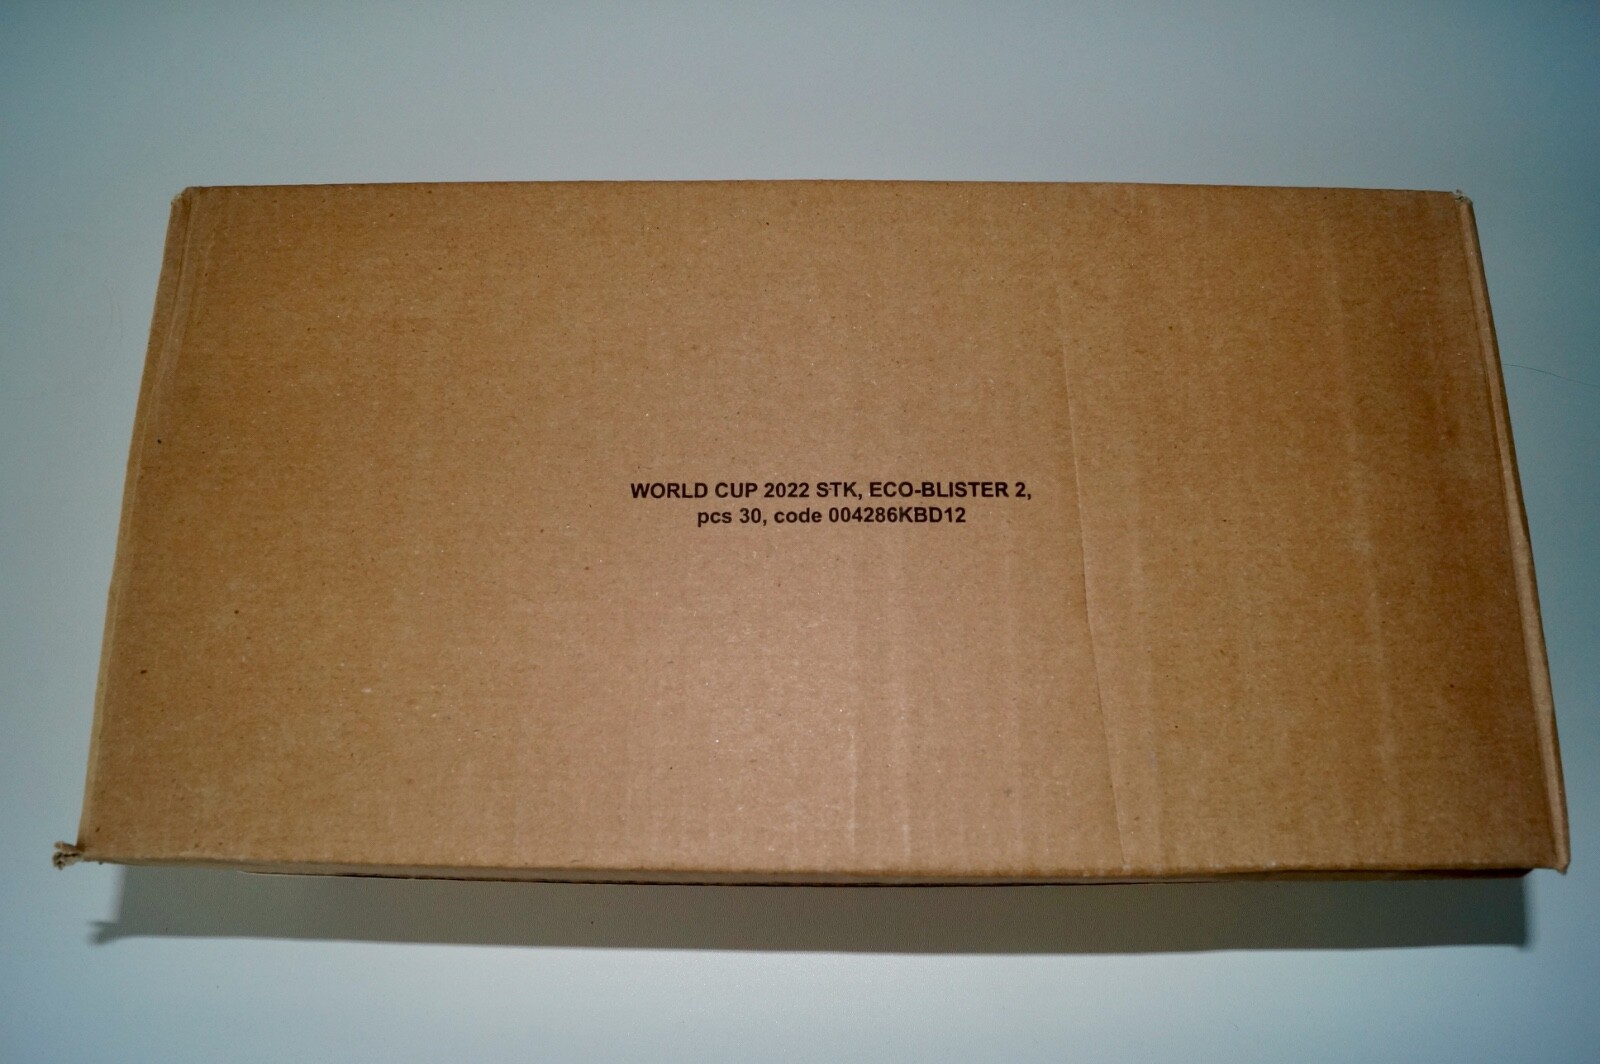 WORLD CUP 2022 STK, ECO-BLISTER 2,
pcs 30, code 004286KBD12